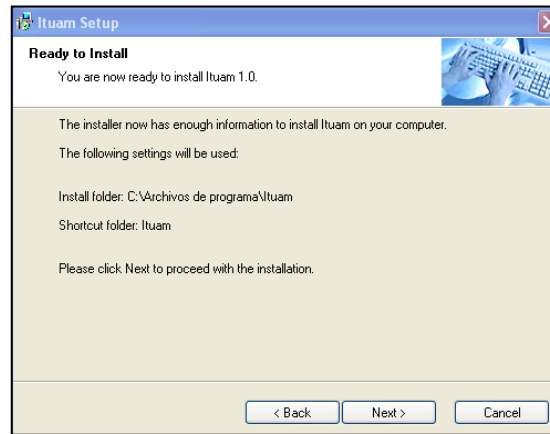 Ituam Setup
Ready to Install
You are now ready to install Ituam 1.0.
The installer now has enough information to install Ituam on your computer.
The following settings will be used:
Install folder: C:\Archivos de programa\Ituam
Shortcut folder: Ituam
Please click Next to proceed with the installation.
< Back Next > Cancel